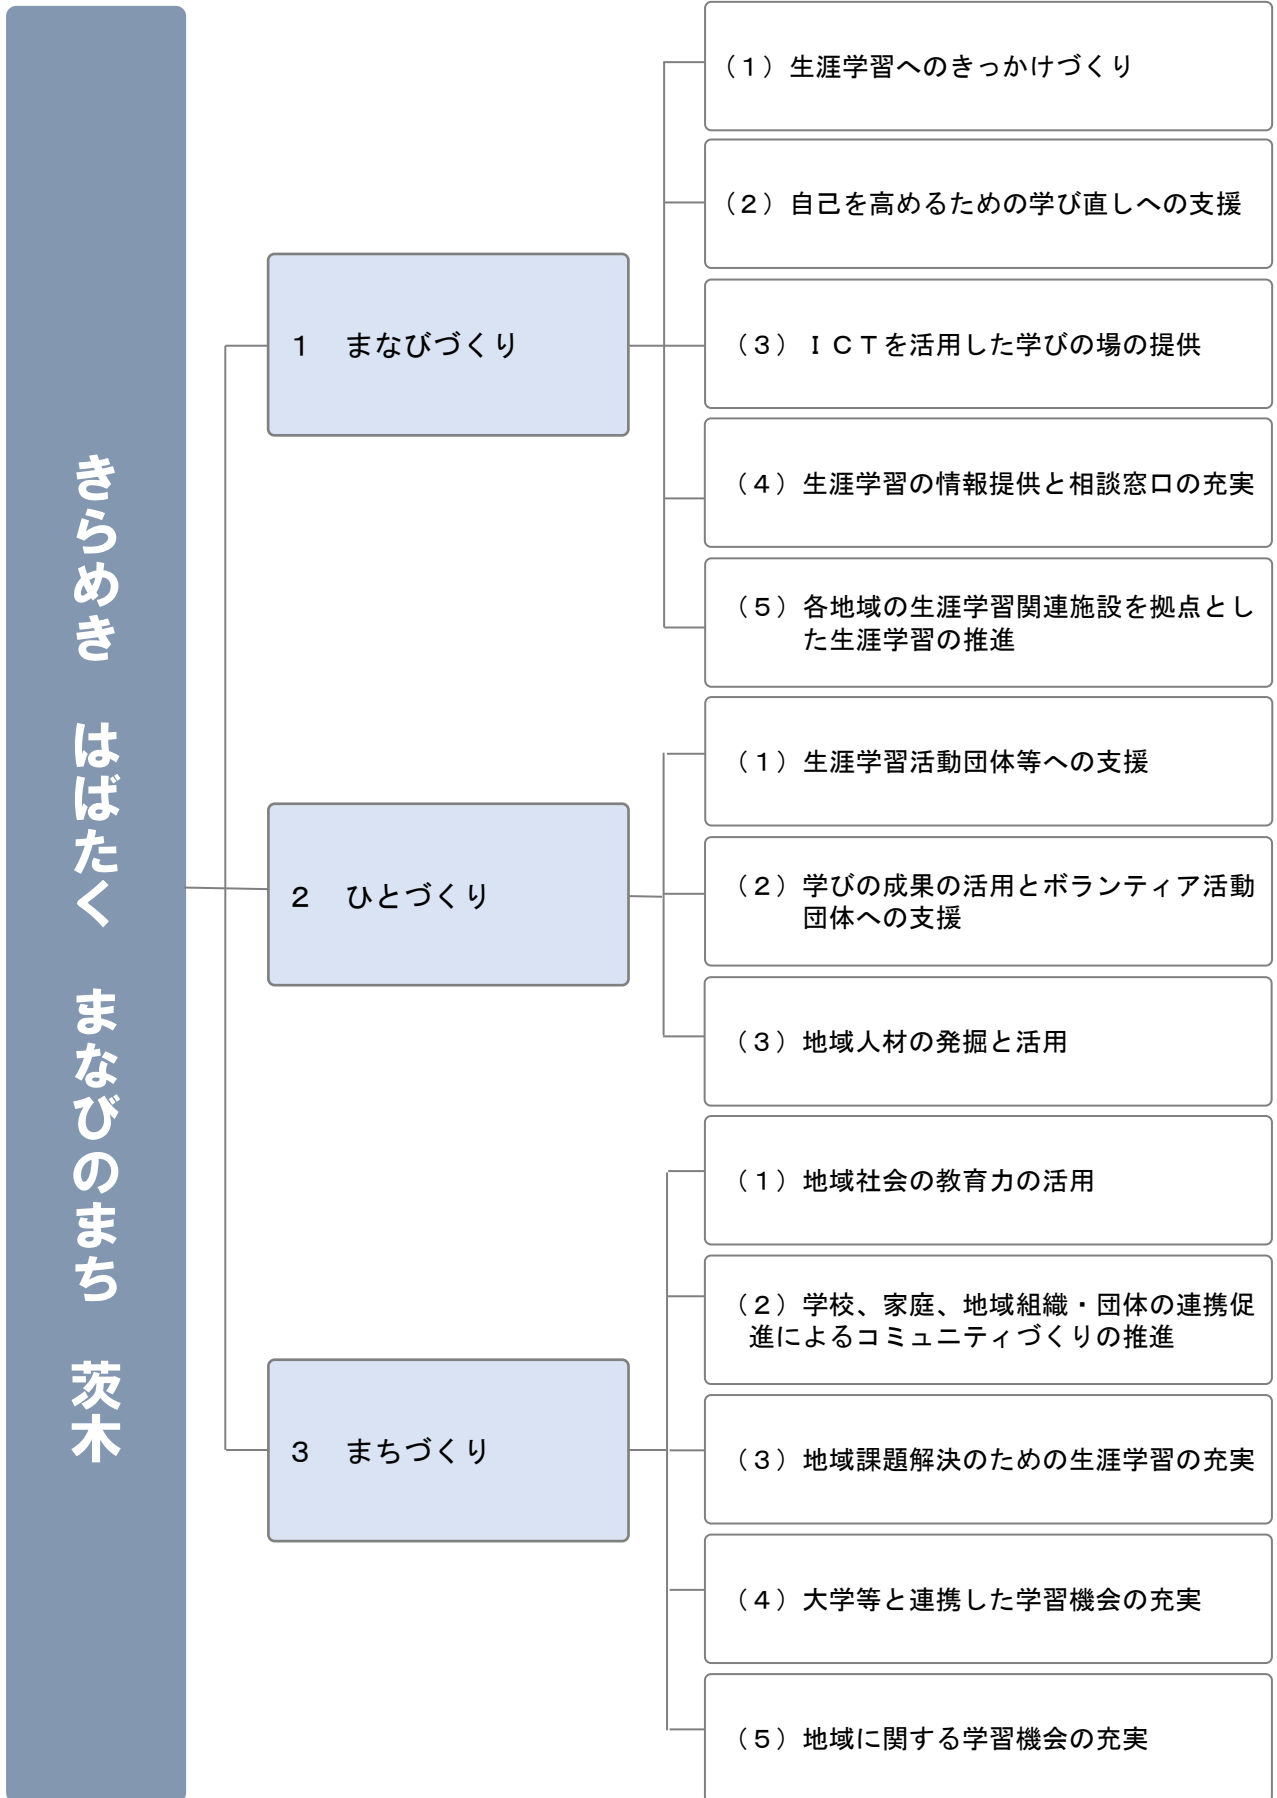 きらめき　はばたく　まなびのまち　茨木
１　まなびづくり
（１）生涯学習へのきっかけづくり
（２）自己を高めるための学び直しへの支援
（３）ＩＣＴを活用した学びの場の提供
（４）生涯学習の情報提供と相談窓口の充実
（５）各地域の生涯学習関連施設を拠点とし
た生涯学習の推進
２　ひとづくり
（１）生涯学習活動団体等への支援
（２）学びの成果の活用とボランティア活動
団体への支援
（３）地域人材の発掘と活用
３　まちづくり
（１）地域社会の教育力の活用
（２）学校、家庭、地域組織・団体の連携促
進によるコミュニティづくりの推進
（３）地域課題解決のための生涯学習の充実
（４）大学等と連携した学習機会の充実
（５）地域に関する学習機会の充実